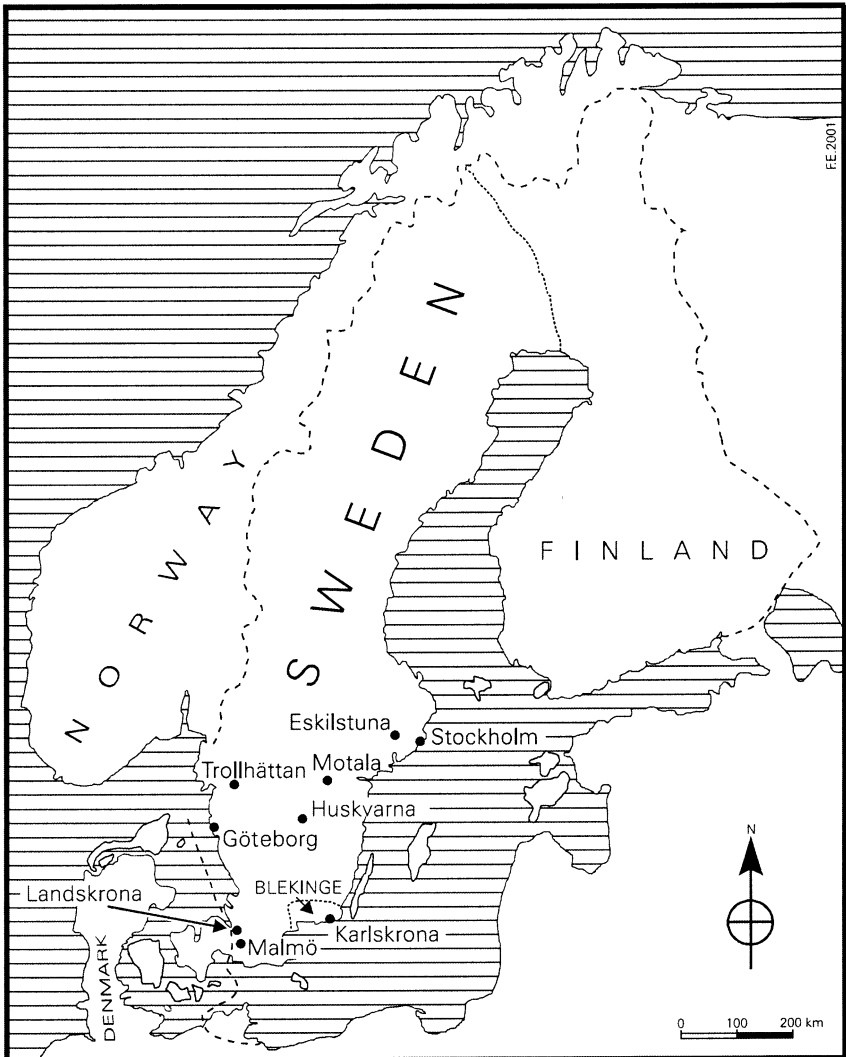 F.E.2001
NORWAY
SWEDEN
FINLAND
Eskilstuna
Stockholm
Trollhättan
Motala
Huskvarna
Göteborg
Landskrona
BLEKINGE
Karlskrona
Malmö
DENMARK
N
0 100 200 km